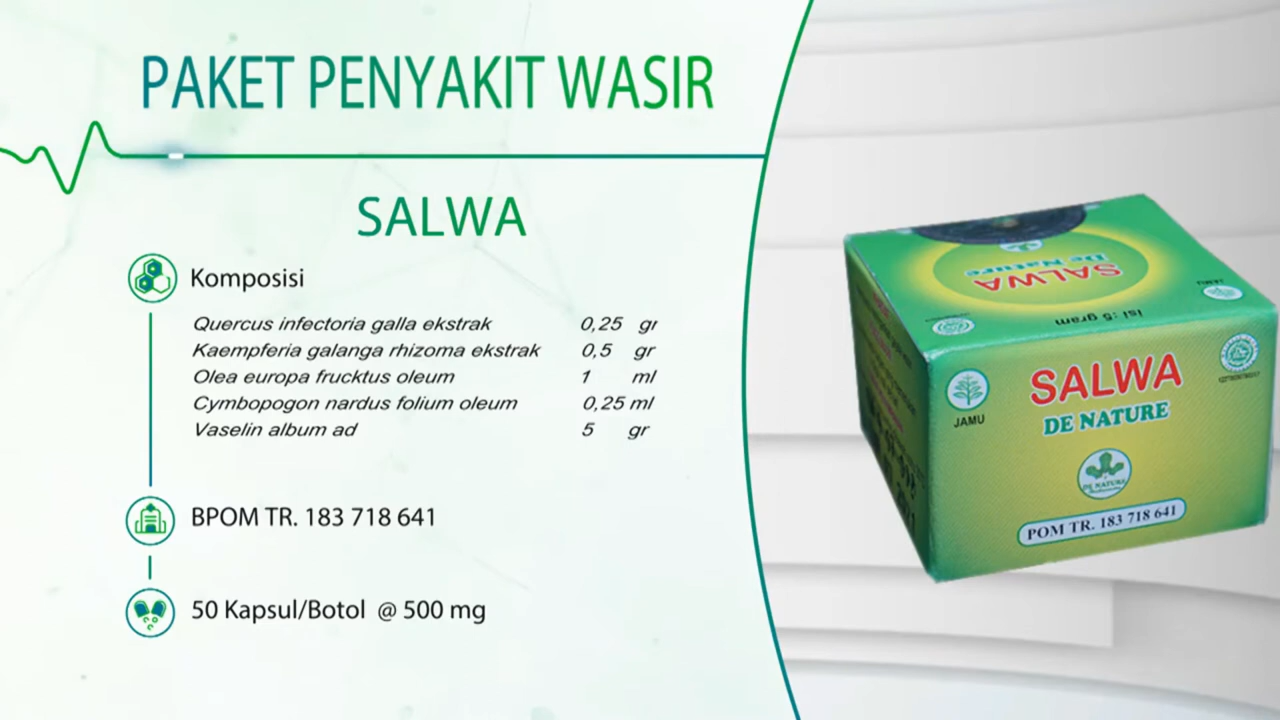 PAKET PENYAKIT WASIR
SALWA
Komposisi
Quercus infectoria galla ekstrak 0,25 gr
Kaempferia galanga rhizoma ekstrak 0,5 gr
Olea europa frucktus oleum 1 ml
Cymbopogon nardus folium oleum 0,25 ml
Vaselin album ad 5 gr
BPOM TR. 183 718 641
50 Kapsul/Botol @ 500 mg
De Nature
SALWA
JAMU
isi : 5 gram
SALWA
DE NATURE
JAMU
DE NATURE
POM TR. 183 718 641